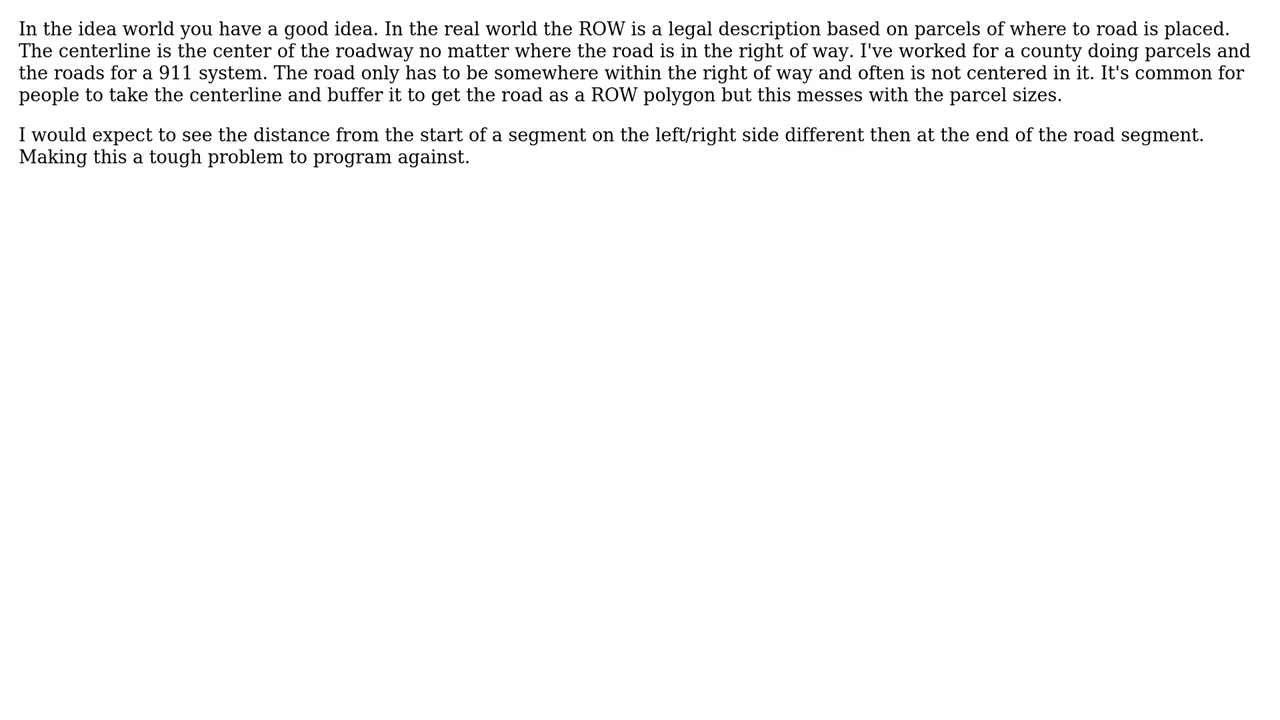 In the idea world you have a good idea. In the real world the ROW is a legal description based on parcels of where to road is placed.
The centerline is the center of the roadway no matter where the road is in the right of way. I've worked for a county doing parcels and
the roads for a 911 system. The road only has to be somewhere within the right of way and often is not centered in it. It's common for
people to take the centerline and buffer it to get the road as a ROW polygon but this messes with the parcel sizes.
I would expect to see the distance from the start of a segment on the left/right side different then at the end of the road segment.
Making this a tough problem to program against.